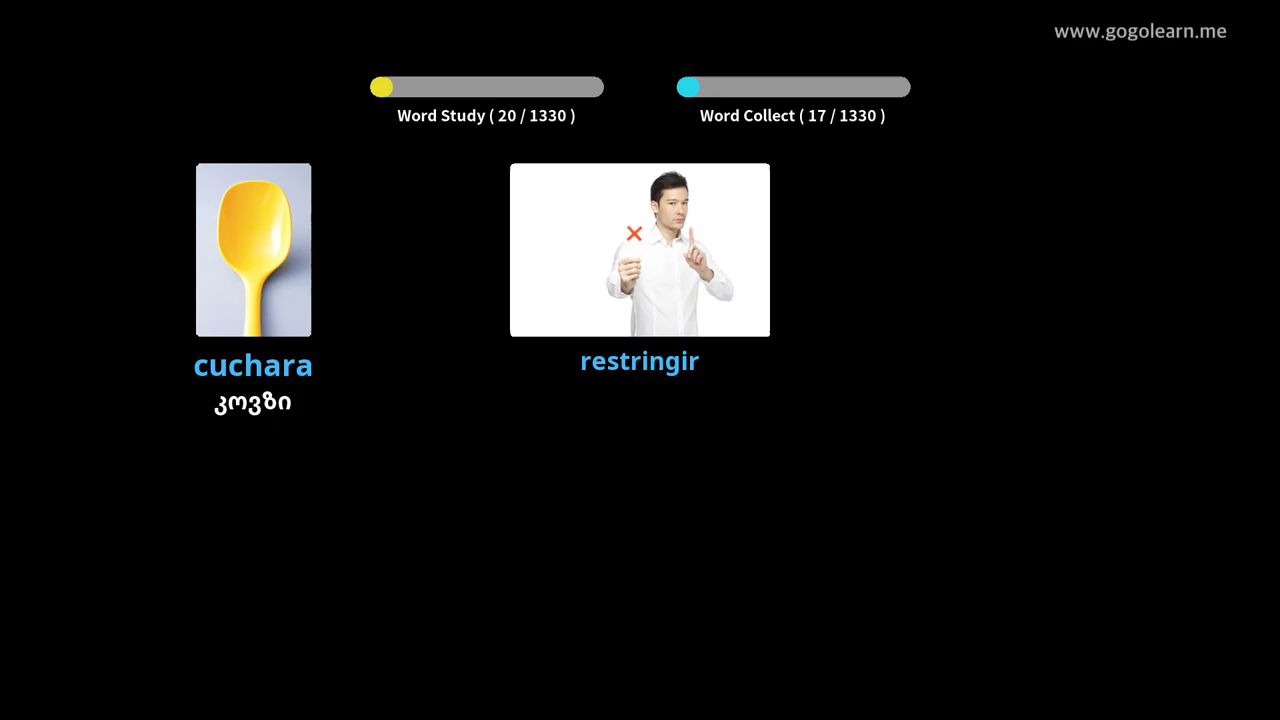 www.gogolearn.me
Word Study ( 20 / 1330 )
Word Collect ( 17 / 1330 )
cuchara
კოვზი
restringir